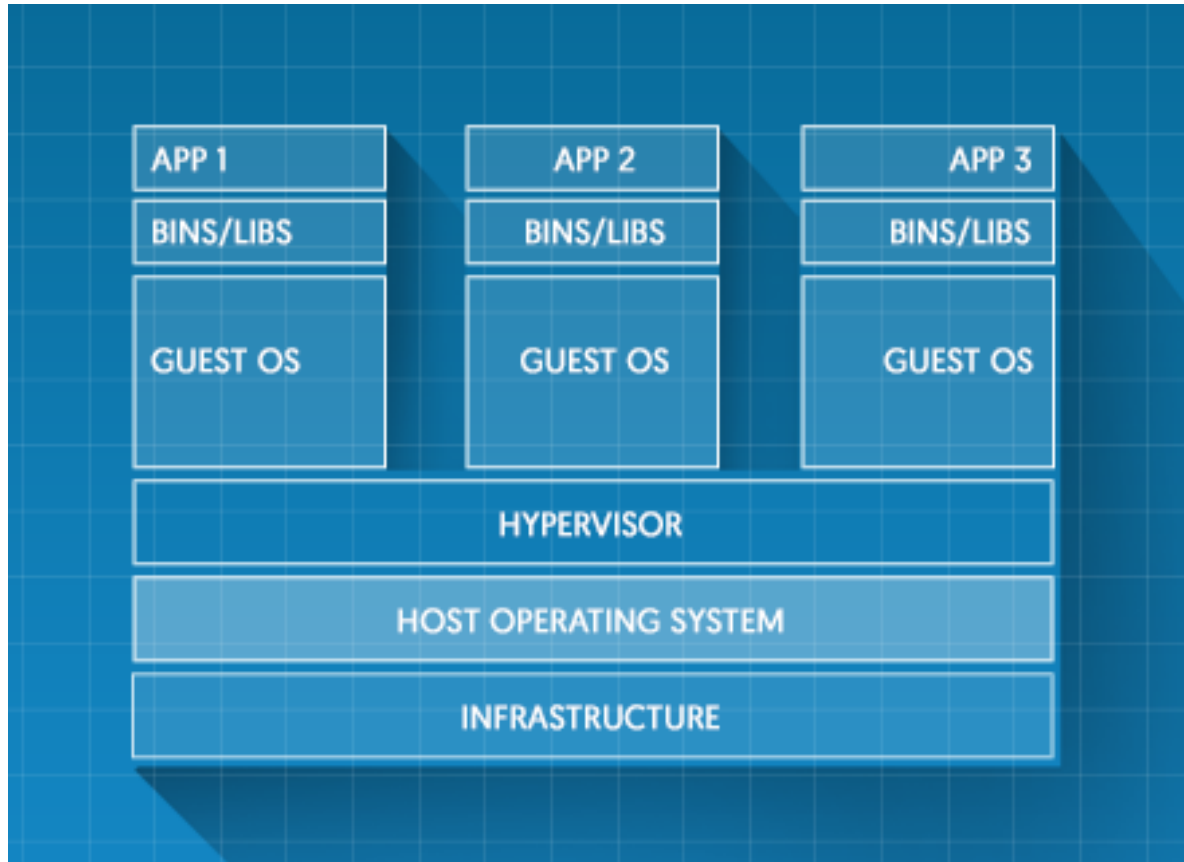 APP 1
APP 2
APP 3
BINS/LIBS
BINS/LIBS
BINS/LIBS
GUEST OS
GUEST OS
GUEST OS
HYPERVISOR
HOST OPERATING SYSTEM
INFRASTRUCTURE